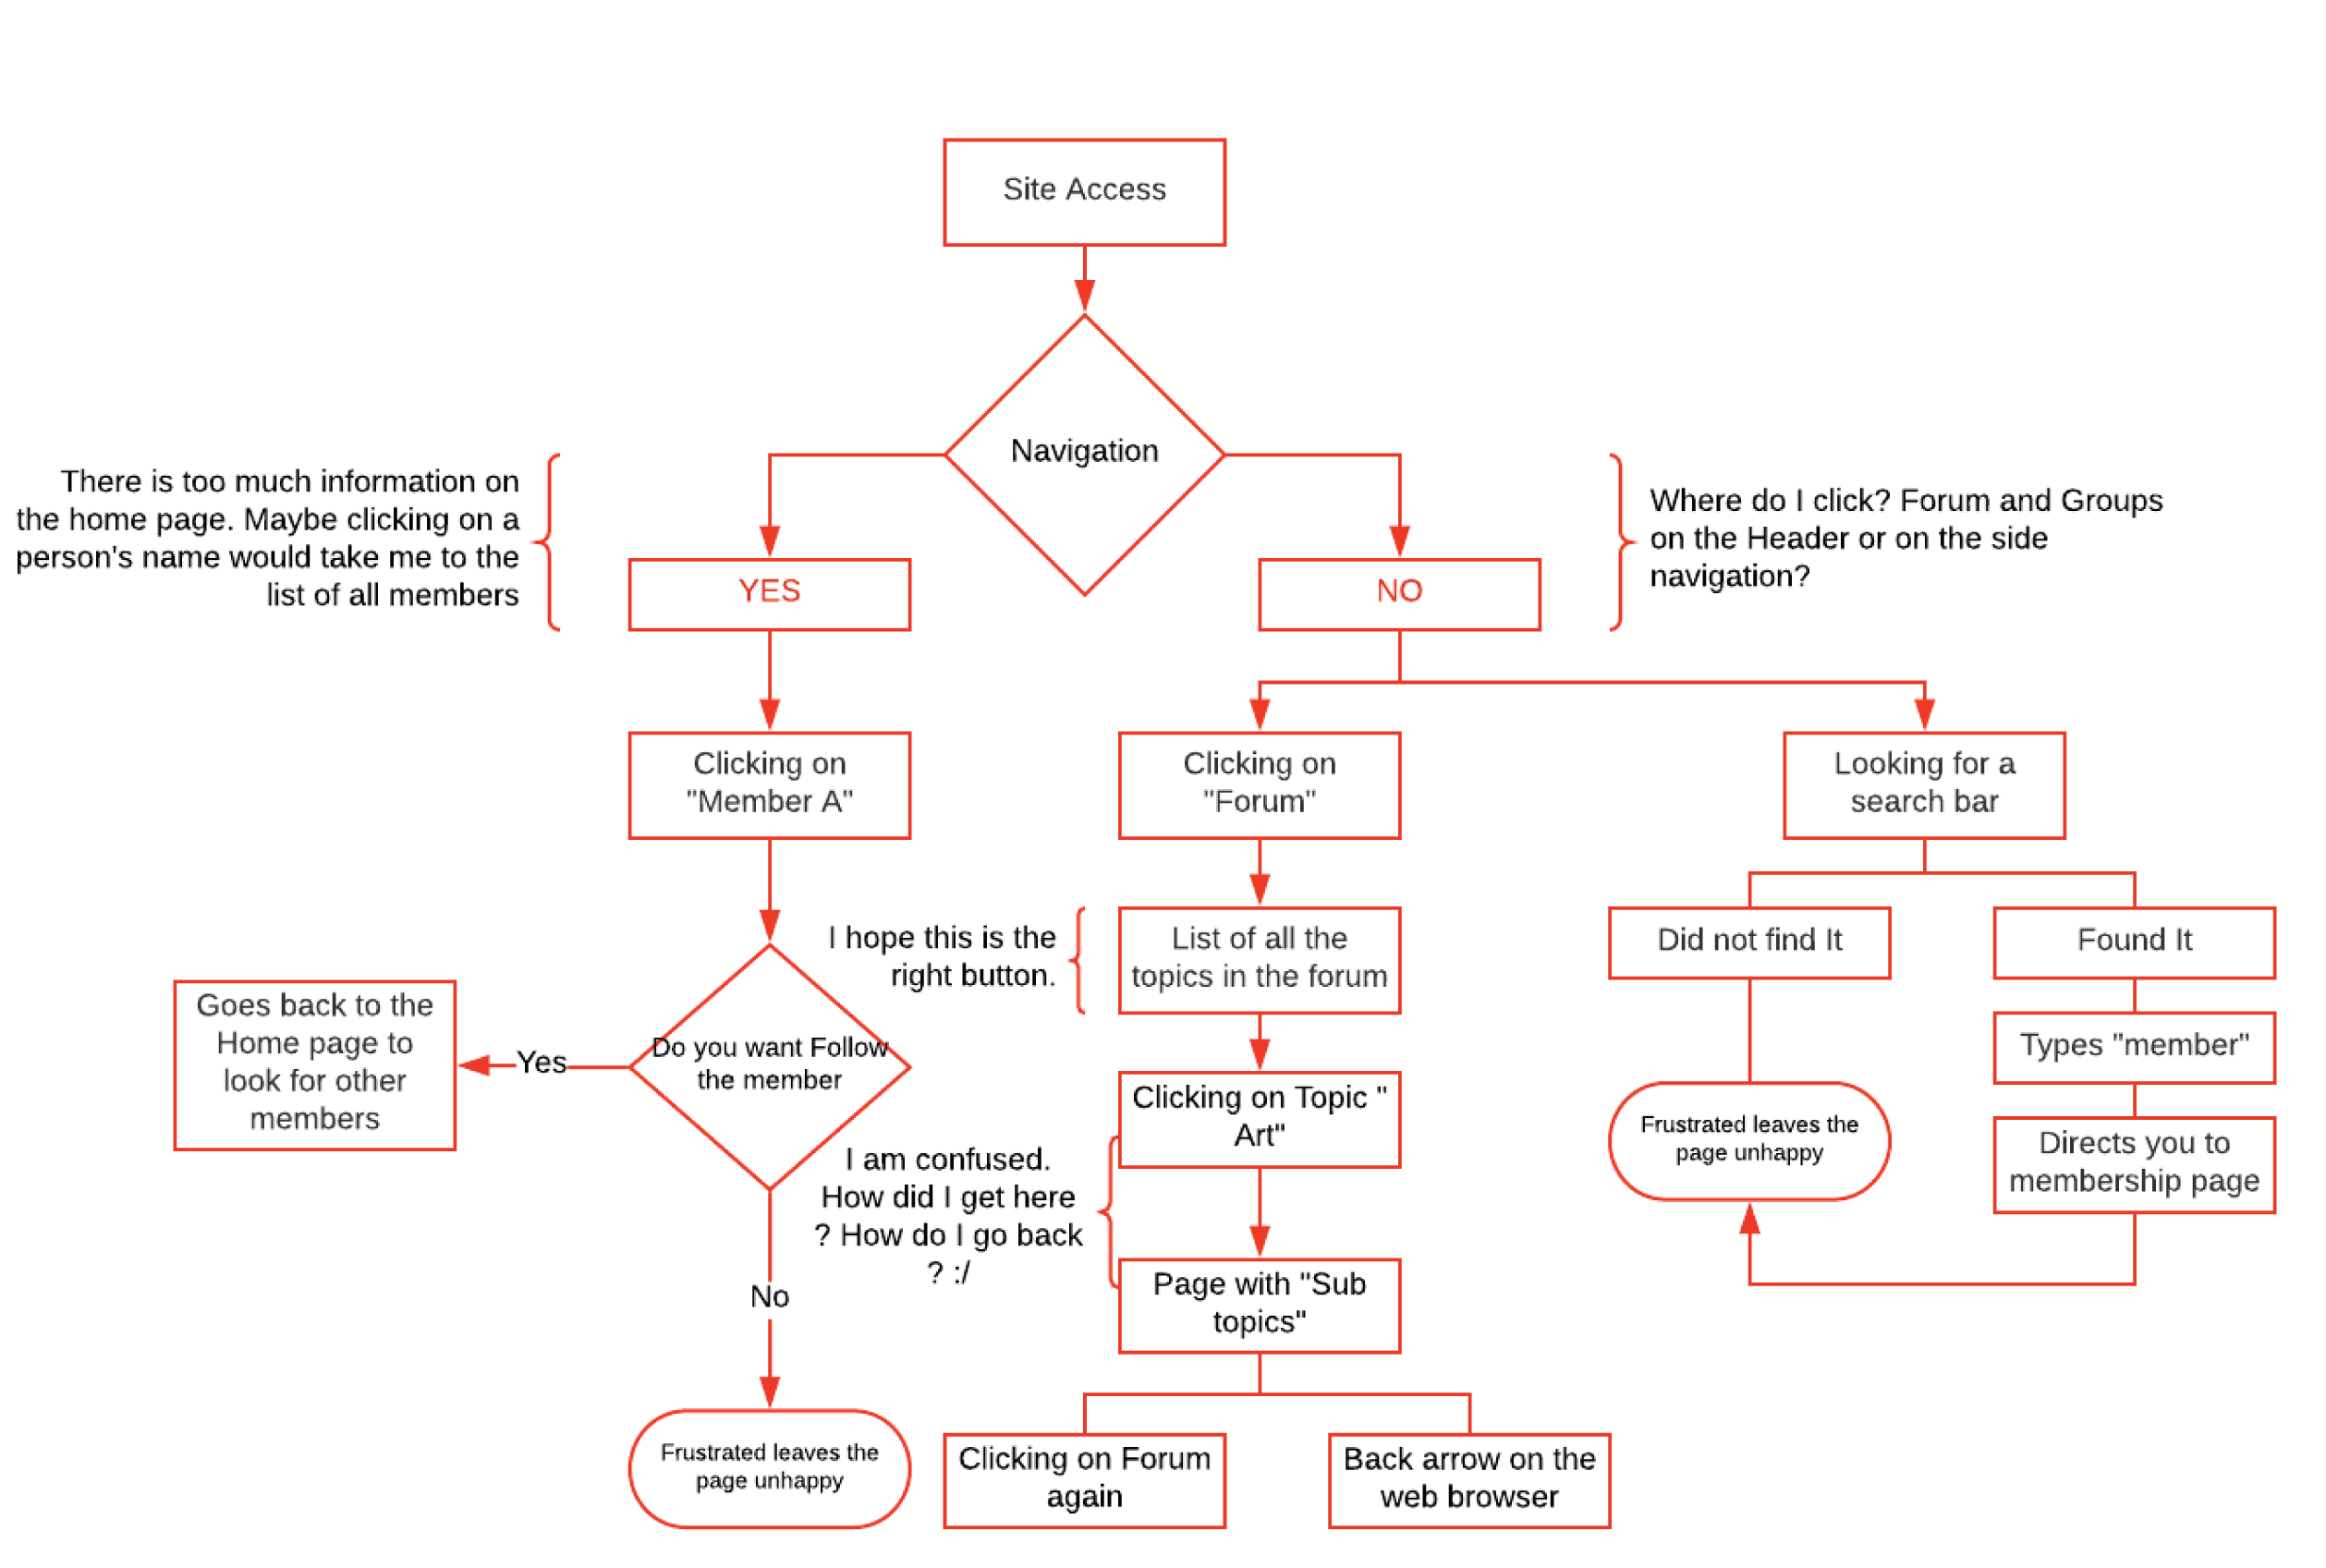 Site Access
Navigation
There is too much information on
the home page. Maybe clicking on a
person's name would take me to the
list of all members
YES
NO
Where do I click? Forum and Groups
on the Header or on the side
navigation?
Clicking on
"Member A"
Clicking on
"Forum"
Looking for a
search bar
I hope this is the
right button.
List of all the
topics in the forum
Did not find It
Found It
Goes back to the
Home page to
look for other
members
Yes
Do you want Follow
the member
Types "member"
Clicking on Topic "
Art"
Frustrated leaves the
page unhappy
Directs you to
membership page
I am confused.
How did I get here
? How do I go back
? :/
No
Page with "Sub
topics"
Frustrated leaves the
page unhappy
Clicking on Forum
again
Back arrow on the
web browser